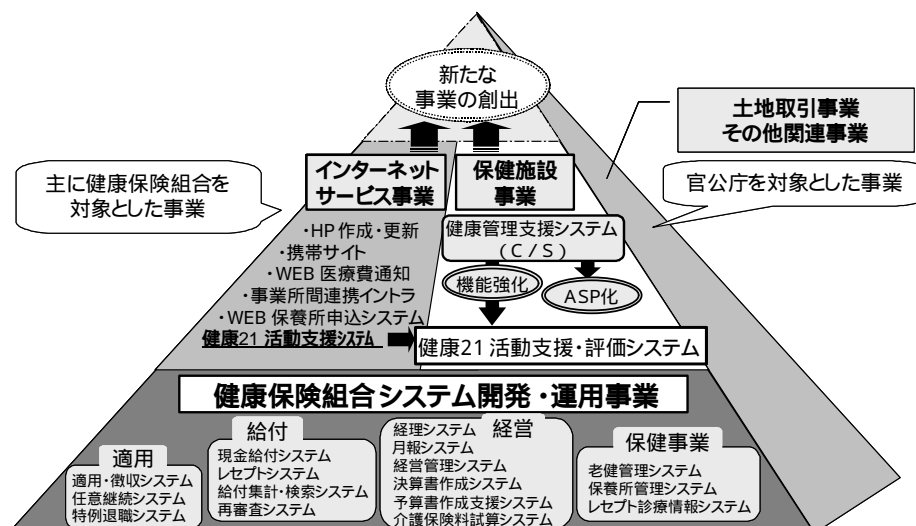 新たな
事業の創出
土地取引事業
その他関連事業
主に健康保険組合を
対象とした事業
インターネット
サービス事業
保健施設
事業
官公庁を対象とした事業
・HP 作成・更新
・携帯サイト
・WEB 医療費通知
・事業所間連携イントラ
・WEB 保養所申込システム
健康21 活動支援システム
健康管理支援システム
(C/S)
機能強化
ASP化
健康21 活動支援・評価システム
健康保険組合システム開発・運用事業
適用
適用・徴収システム
任意継続システム
特例退職システム
給付
現金給付システム
レセプトシステム
給付集計・検索システム
再審査システム
経営
経理システム
月報システム
経営管理システム
決算書作成システム
予算書作成支援システム
介護保険料試算システム
保健事業
老健管理システム
保養所管理システム
レセプト診療情報システム